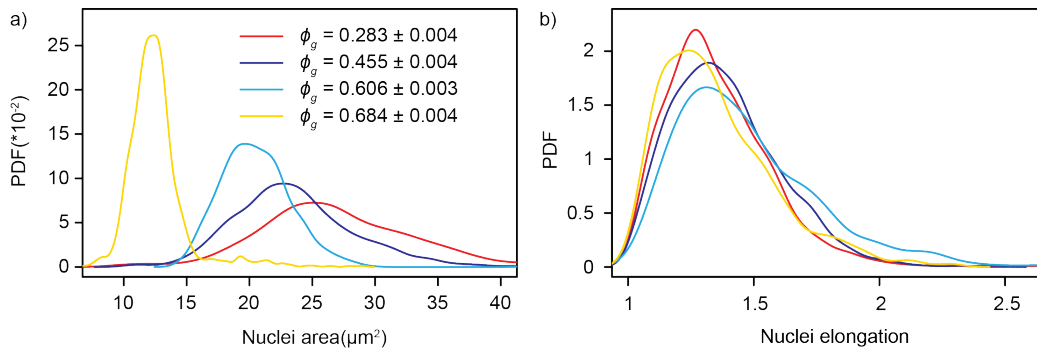 a)
PDF(*10⁻²)
25
20
15
10
5
0
ϕg = 0.283 ± 0.004
ϕg = 0.455 ± 0.004
ϕg = 0.606 ± 0.003
ϕg = 0.684 ± 0.004
10 15 20 25 30 35 40
Nuclei area(µm²)
b)
PDF
2
1.5
1
0.5
0
1 1.5 2 2.5
Nuclei elongation